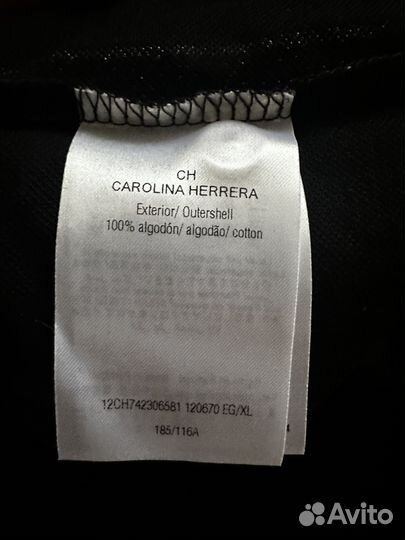 CH
CAROLINA HERRERA
Exterior/ Outershell
100% algodón/ algodão/ cotton
12CH742306581 120670 EG/XL
185/116A
Avito